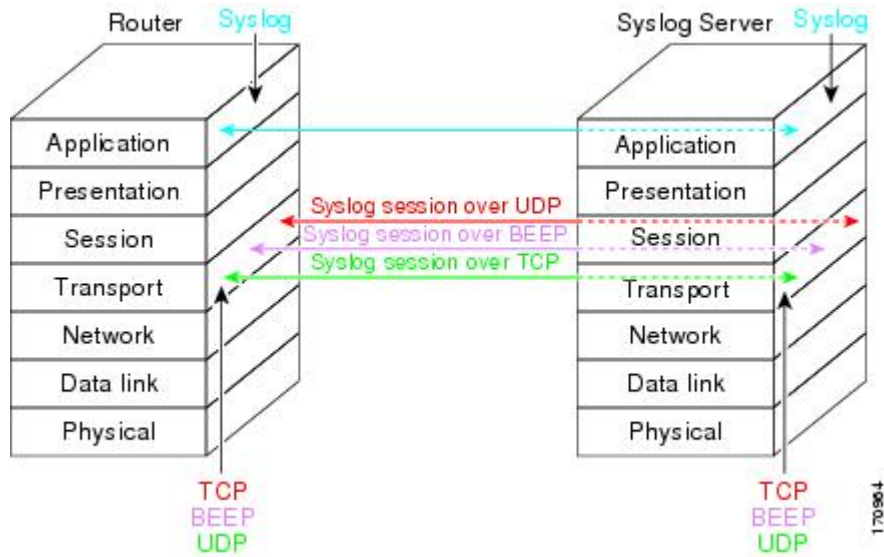 Router Syslog
Syslog Server Syslog
Application
Presentation
Session
Transport
Network
Data link
Physical
Syslog session over UDP
Syslog session over BEEP
Syslog session over TCP
Application
Presentation
Session
Transport
Network
Data link
Physical
TCP
BEEP
UDP
TCP
BEEP
UDP
170964